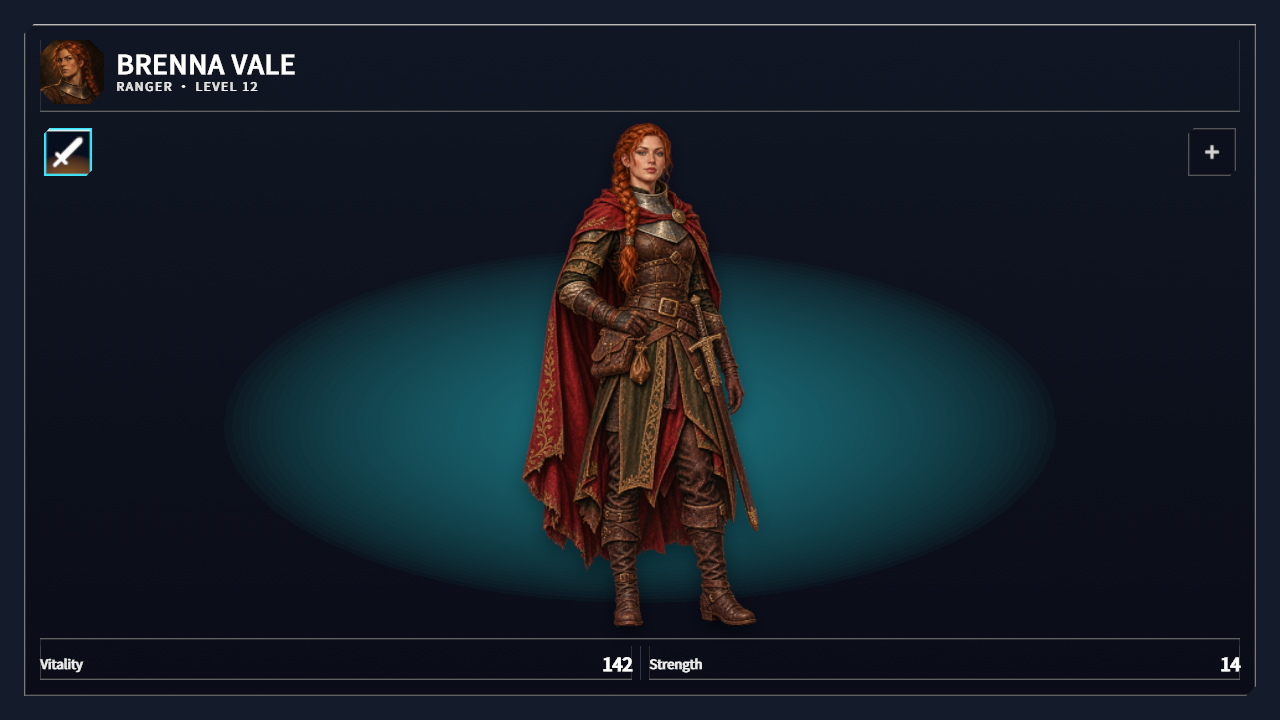 BRENNA VALE
RANGER • LEVEL 12
+
Vitality 142
Strength 14